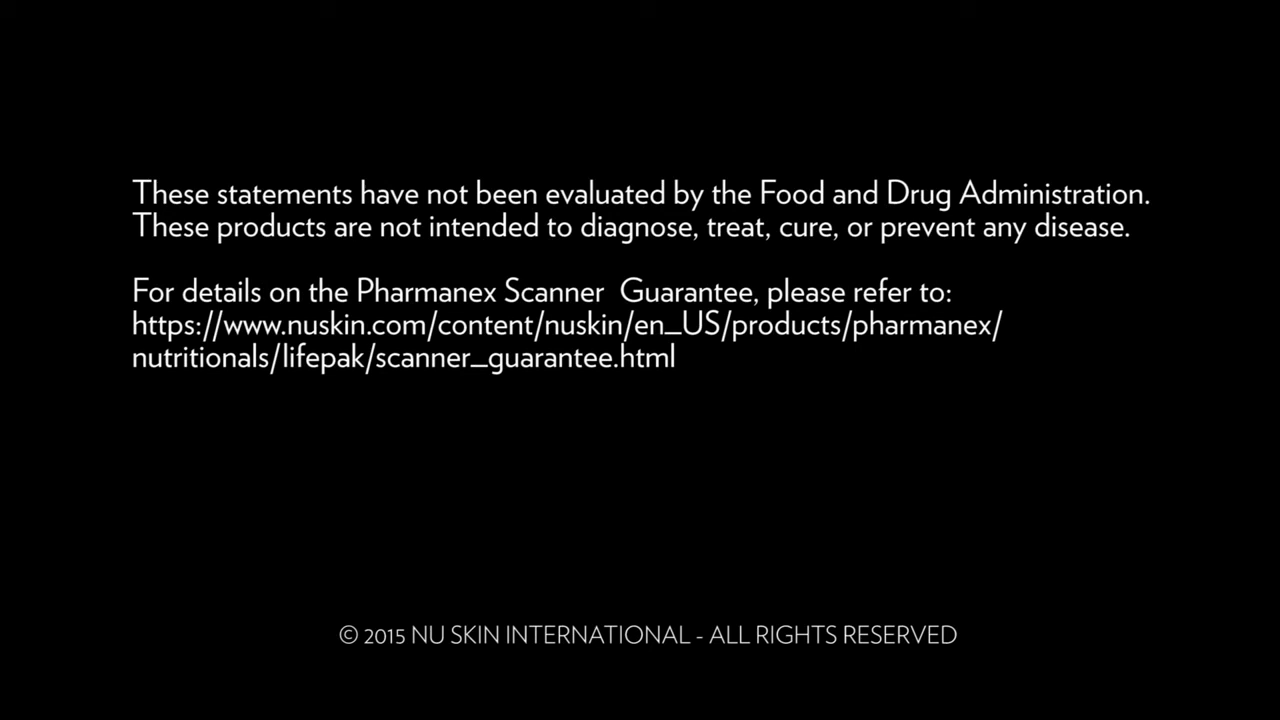 These statements have not been evaluated by the Food and Drug Administration.
These products are not intended to diagnose, treat, cure, or prevent any disease.
For details on the Pharmanex Scanner  Guarantee, please refer to:
https://www.nuskin.com/content/nuskin/en_US/products/pharmanex/
nutritionals/lifepak/scanner_guarantee.html
© 2015 NU SKIN INTERNATIONAL - ALL RIGHTS RESERVED